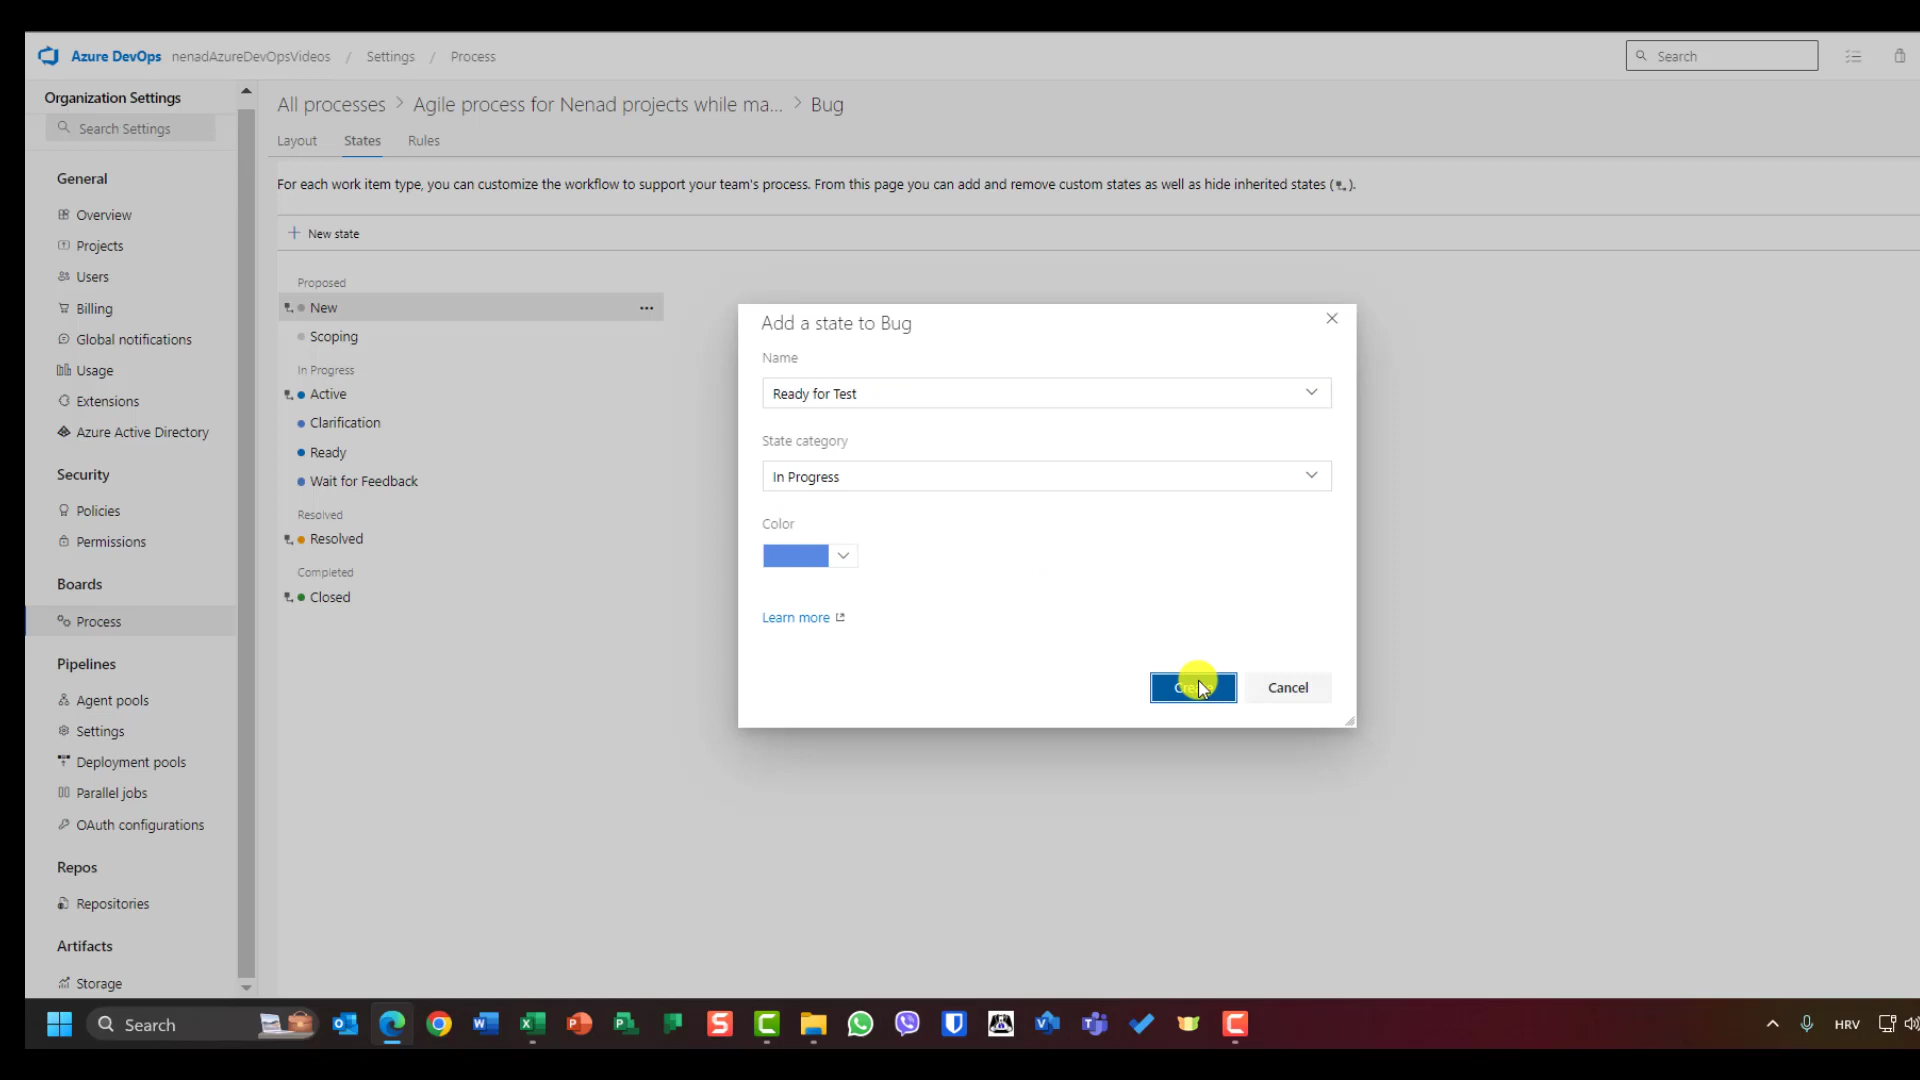 Azure DevOps nenadAzureDevOpsVideos / Settings / Process
Search
Organization Settings
Search Settings
General
Overview
Projects
Users
Billing
Global notifications
Usage
Extensions
Azure Active Directory
Security
Policies
Permissions
Boards
Process
Pipelines
Agent pools
Settings
Deployment pools
Parallel jobs
OAuth configurations
Repos
Repositories
Artifacts
Storage
All processes > Agile process for Nenad projects while ma... > Bug
Layout States Rules
For each work item type, you can customize the workflow to support your team's process. From this page you can add and remove custom states as well as hide inherited states ( ).
New state
Proposed
New
Scoping
In Progress
Active
Clarification
Ready
Wait for Feedback
Resolved
Resolved
Completed
Closed
Add a state to Bug
Name
Ready for Test
State category
In Progress
Color
Learn more
Cancel
Search
HRV